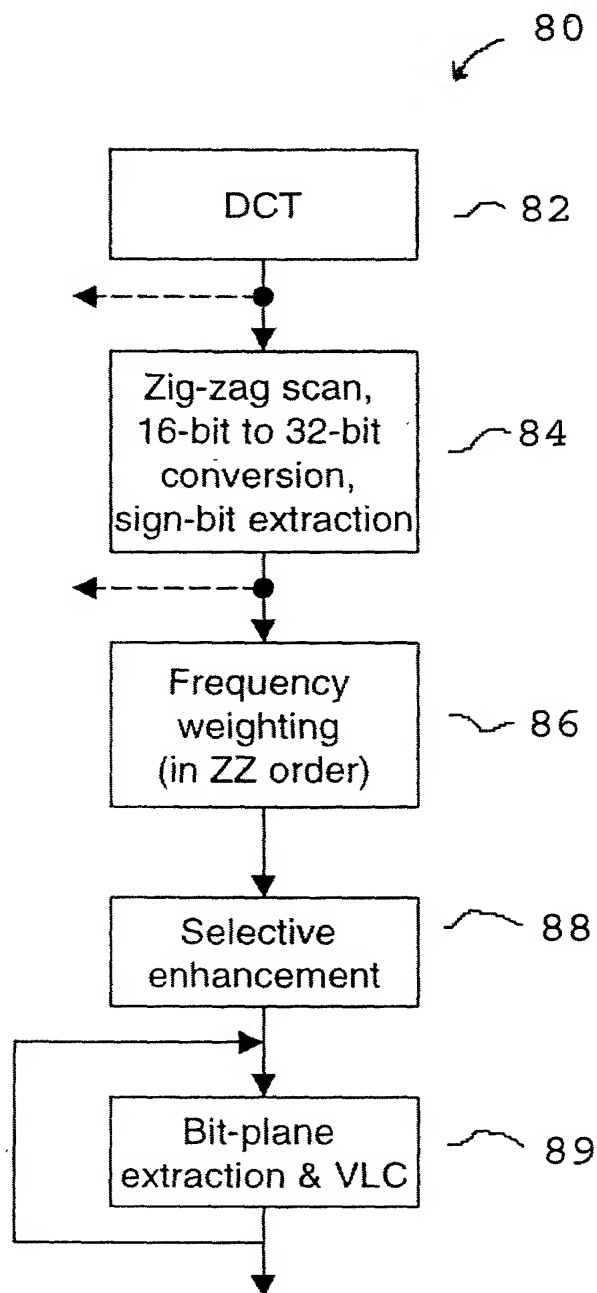 80
DCT
82
Zig-zag scan,
16-bit to 32-bit
conversion,
sign-bit extraction
84
Frequency
weighting
(in ZZ order)
86
Selective
enhancement
88
Bit-plane
extraction & VLC
89